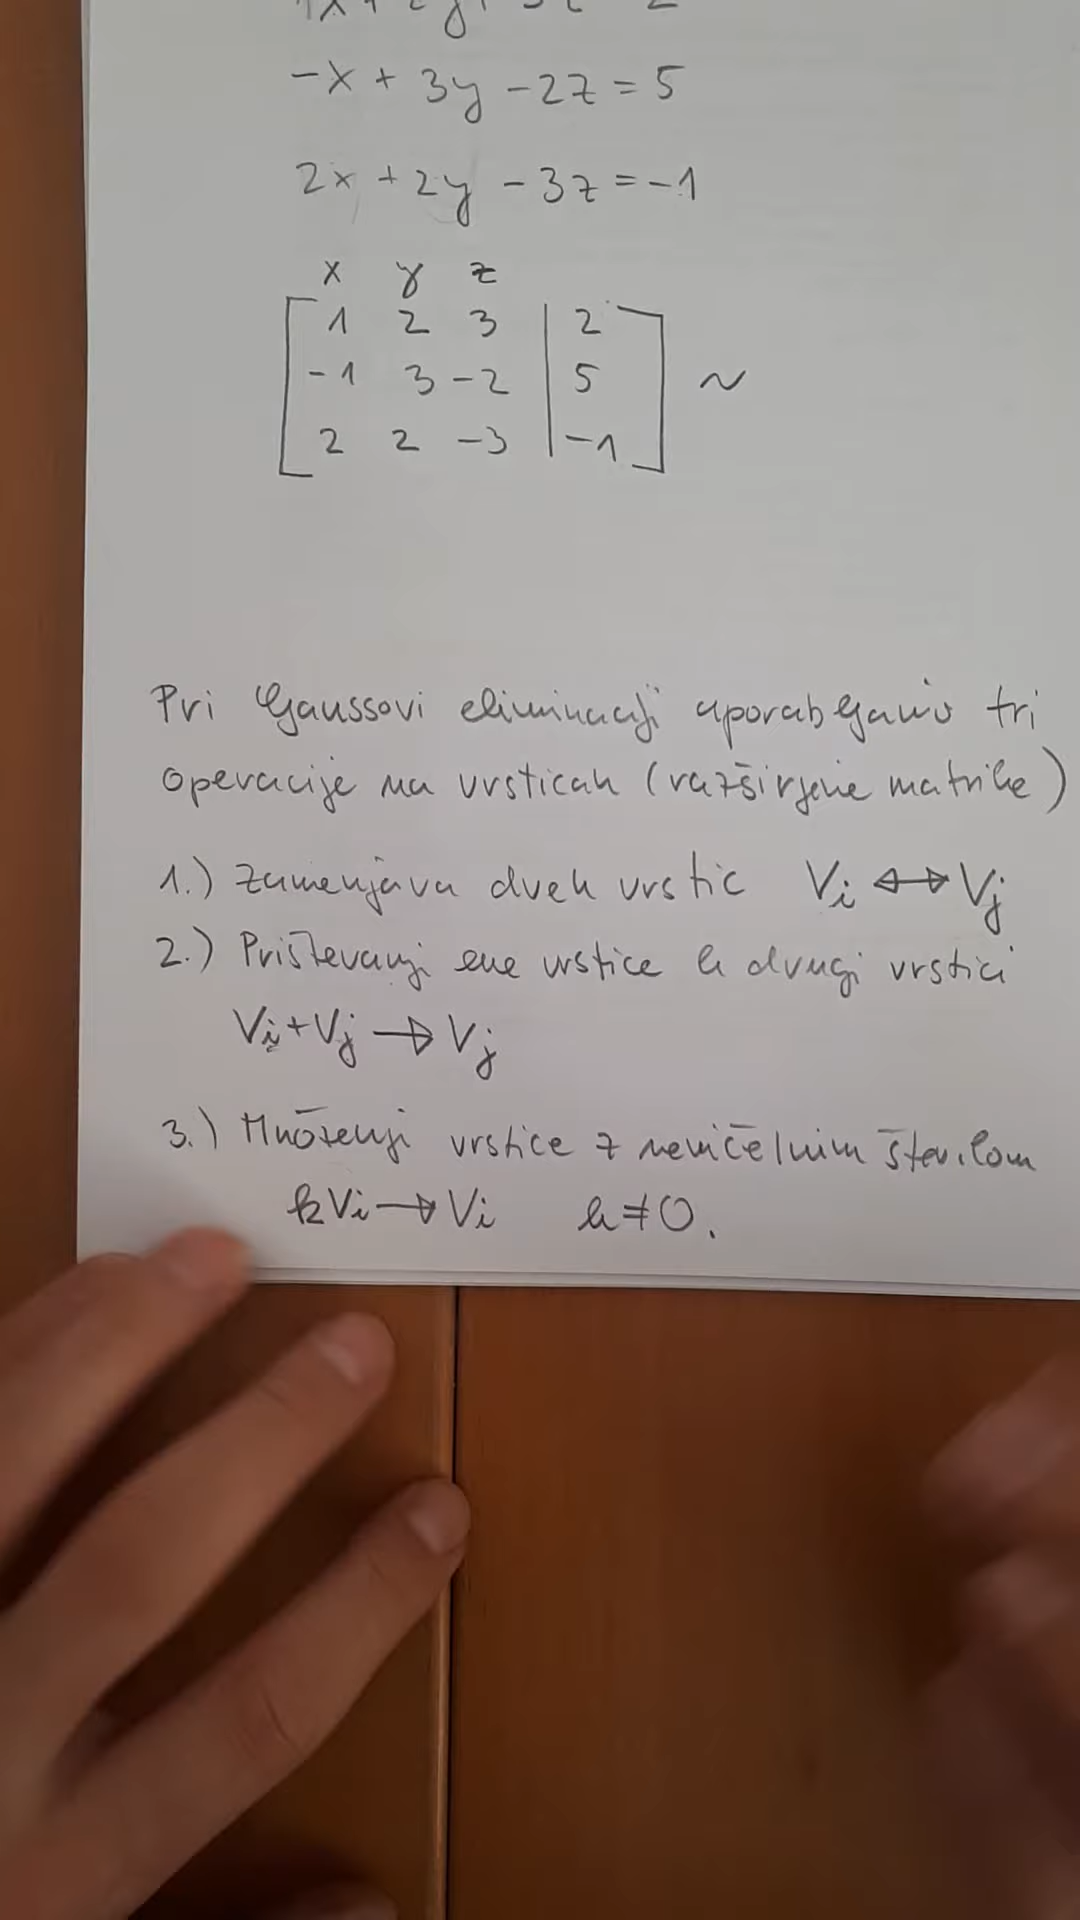 -x + 3y - 2z = 5
2x + 2y - 3z = -1
x y z
1 2 3 | 2
-1 3 -2 | 5 ~
2 2 -3 | -1
Pri Gaussovi eliminaciji uporabljamo tri
operacije na vrsticah (razširjene matrike)
1.) Zamenjava dveh vrstic Vi ↔ Vj
2.) Prištevanje ene vrstice k drugi vrstici
Vi + Vj → Vj
3.) Množenje vrstice z neničelnim številom
kVi → Vi k ≠ 0.